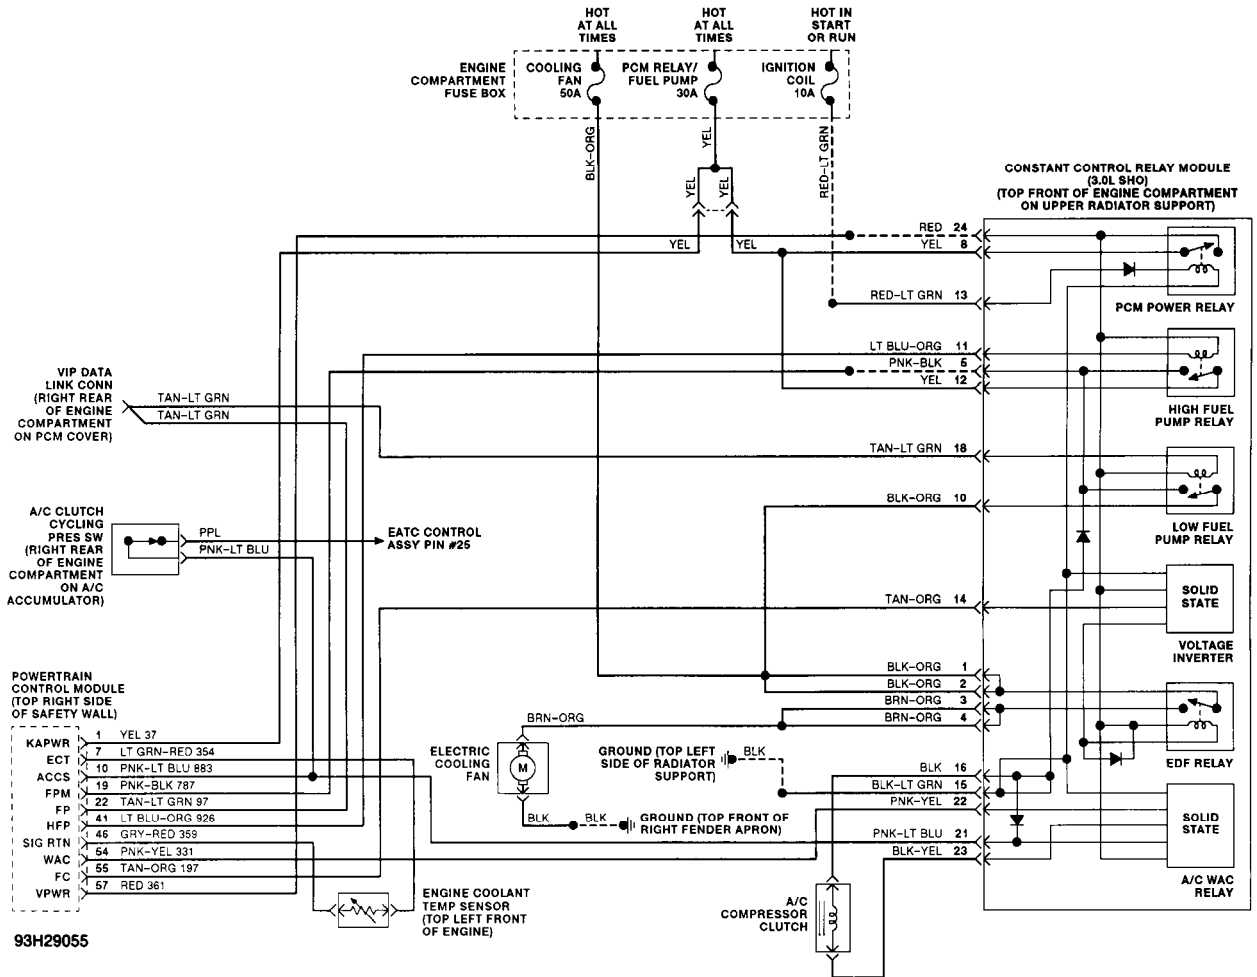 HOT
AT ALL
TIMES
HOT
AT ALL
TIMES
HOT IN
START
OR RUN
ENGINE
COMPARTMENT
FUSE BOX
COOLING
FAN
50A
PCM RELAY/
FUEL PUMP
30A
IGNITION
COIL
10A
BLK-ORG
YEL
YEL
YEL
RED-LT GRN
YEL
YEL
CONSTANT CONTROL RELAY MODULE
(3.0L SHO)
(TOP FRONT OF ENGINE COMPARTMENT
ON UPPER RADIATOR SUPPORT)
RED 24
YEL 8
RED-LT GRN 13
PCM POWER RELAY
LT BLU-ORG 11
PNK-BLK 5
YEL 12
HIGH FUEL
PUMP RELAY
VIP DATA
LINK CONN
(RIGHT REAR
OF ENGINE
COMPARTMENT
ON PCM COVER)
TAN-LT GRN
TAN-LT GRN
TAN-LT GRN 18
BLK-ORG 10
LOW FUEL
PUMP RELAY
A/C CLUTCH
CYCLING
PRES SW
(RIGHT REAR
OF ENGINE
COMPARTMENT
ON A/C
ACCUMULATOR)
PPL
PNK-LT BLU
EATC CONTROL
ASSY PIN #25
TAN-ORG 14
SOLID
STATE
VOLTAGE
INVERTER
BLK-ORG 1
BLK-ORG 2
BRN-ORG 3
BRN-ORG 4
EDF RELAY
POWERTRAIN
CONTROL MODULE
(TOP RIGHT SIDE
OF SAFETY WALL)
KAPWR 1 YEL 37
ECT 7 LT GRN-RED 354
ACCS 10 PNK-LT BLU 883
FPM 19 PNK-BLK 787
FP 22 TAN-LT GRN 97
HFP 41 LT BLU-ORG 926
SIG RTN 46 GRY-RED 359
WAC 54 PNK-YEL 331
FC 55 TAN-ORG 197
VPWR 57 RED 361
BRN-ORG
ELECTRIC
COOLING
FAN
M
BLK
BLK
GROUND (TOP FRONT OF
RIGHT FENDER APRON)
GROUND (TOP LEFT
SIDE OF RADIATOR
SUPPORT)
BLK
BLK 16
BLK-LT GRN 15
PNK-YEL 22
PNK-LT BLU 21
BLK-YEL 23
SOLID
STATE
A/C WAC
RELAY
ENGINE COOLANT
TEMP SENSOR
(TOP LEFT FRONT
OF ENGINE)
A/C
COMPRESSOR
CLUTCH
93H29055